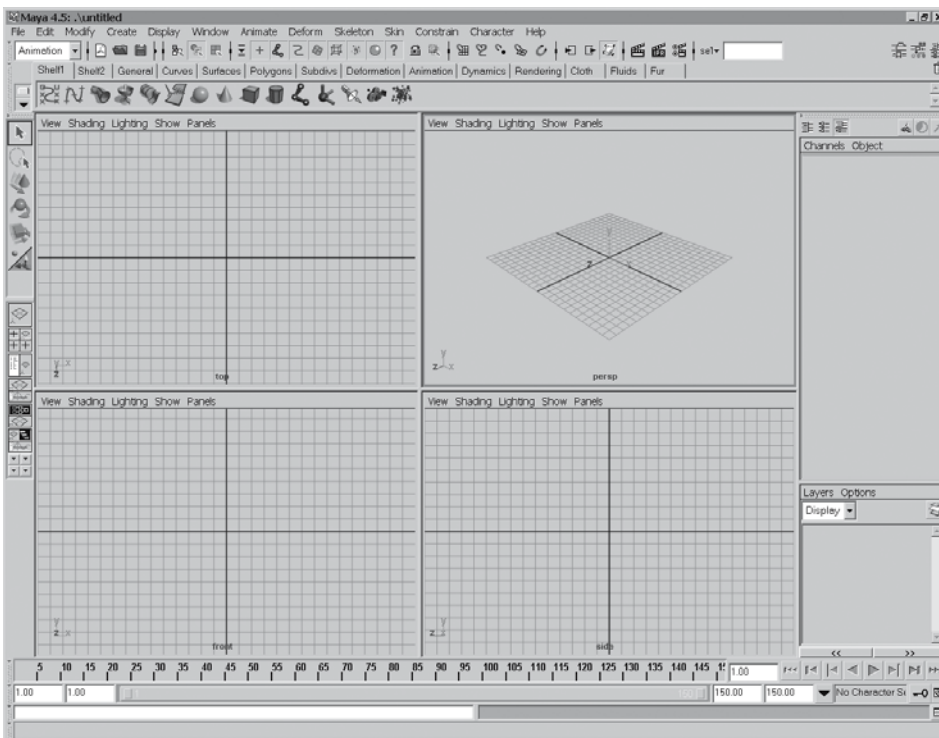 Maya 4.5: .\untitled
File Edit Modify Create Display Window Animate Deform Skeleton Skin Constrain Character Help
Animation ? sel
Shelf1 Shelf2 General Curves Surfaces Polygons Subdivs Deformation Animation Dynamics Rendering Cloth Fluids Fur
View Shading Lighting Show Panels
View Shading Lighting Show Panels
Channels Object
y
z
y x
z
top
y
z x
persp
View Shading Lighting Show Panels
View Shading Lighting Show Panels
Layers Options
Display
y
z x
front
y
z x
side
<< >>
5 10 15 20 25 30 35 40 45 50 55 60 65 70 75 80 85 90 95 100 105 110 115 120 125 130 135 140 145 1.00
1.00 1.00 150 150.00 150.00 No Character